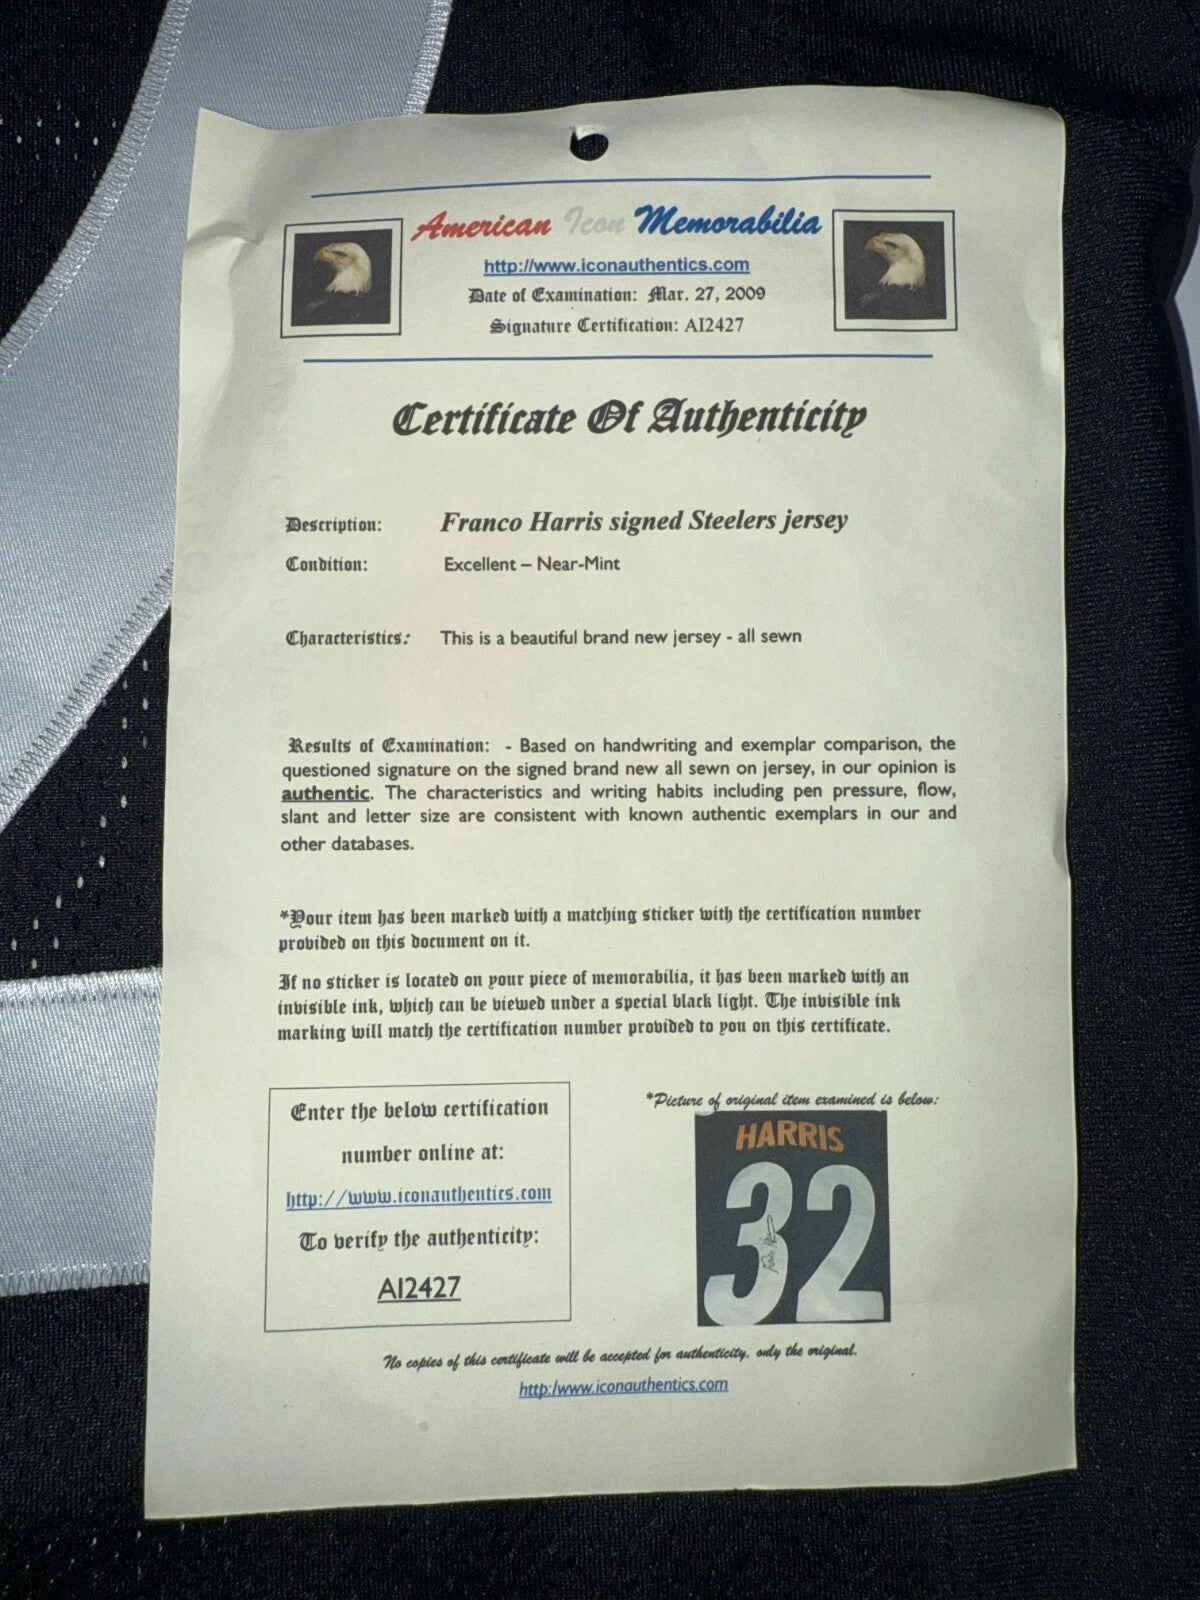 American Icon Memorabilia
http://www.iconauthentics.com
Date of Examination: Mar. 27, 2009
Signature Certification: AI2427
Certificate Of Authenticity
Description: Franco Harris signed Steelers jersey
Condition: Excellent – Near-Mint
Characteristics: This is a beautiful brand new jersey - all sewn
Results of Examination: - Based on handwriting and exemplar comparison, the
questioned signature on the signed brand new all sewn on jersey, in our opinion is
authentic. The characteristics and writing habits including pen pressure, flow,
slant and letter size are consistent with known authentic exemplars in our and
other databases.
*Your item has been marked with a matching sticker with the certification number
provided on this document on it.
If no sticker is located on your piece of memorabilia, it has been marked with an
invisible ink, which can be viewed under a special black light. The invisible ink
marking will match the certification number provided to you on this certificate.
Enter the below certification
number online at:
http://www.iconauthentics.com
To verify the authenticity:
AI2427
*Picture of original item examined is below:
HARRIS
32
No copies of this certificate will be accepted for authenticity, only the original.
http:/www.iconauthentics.com